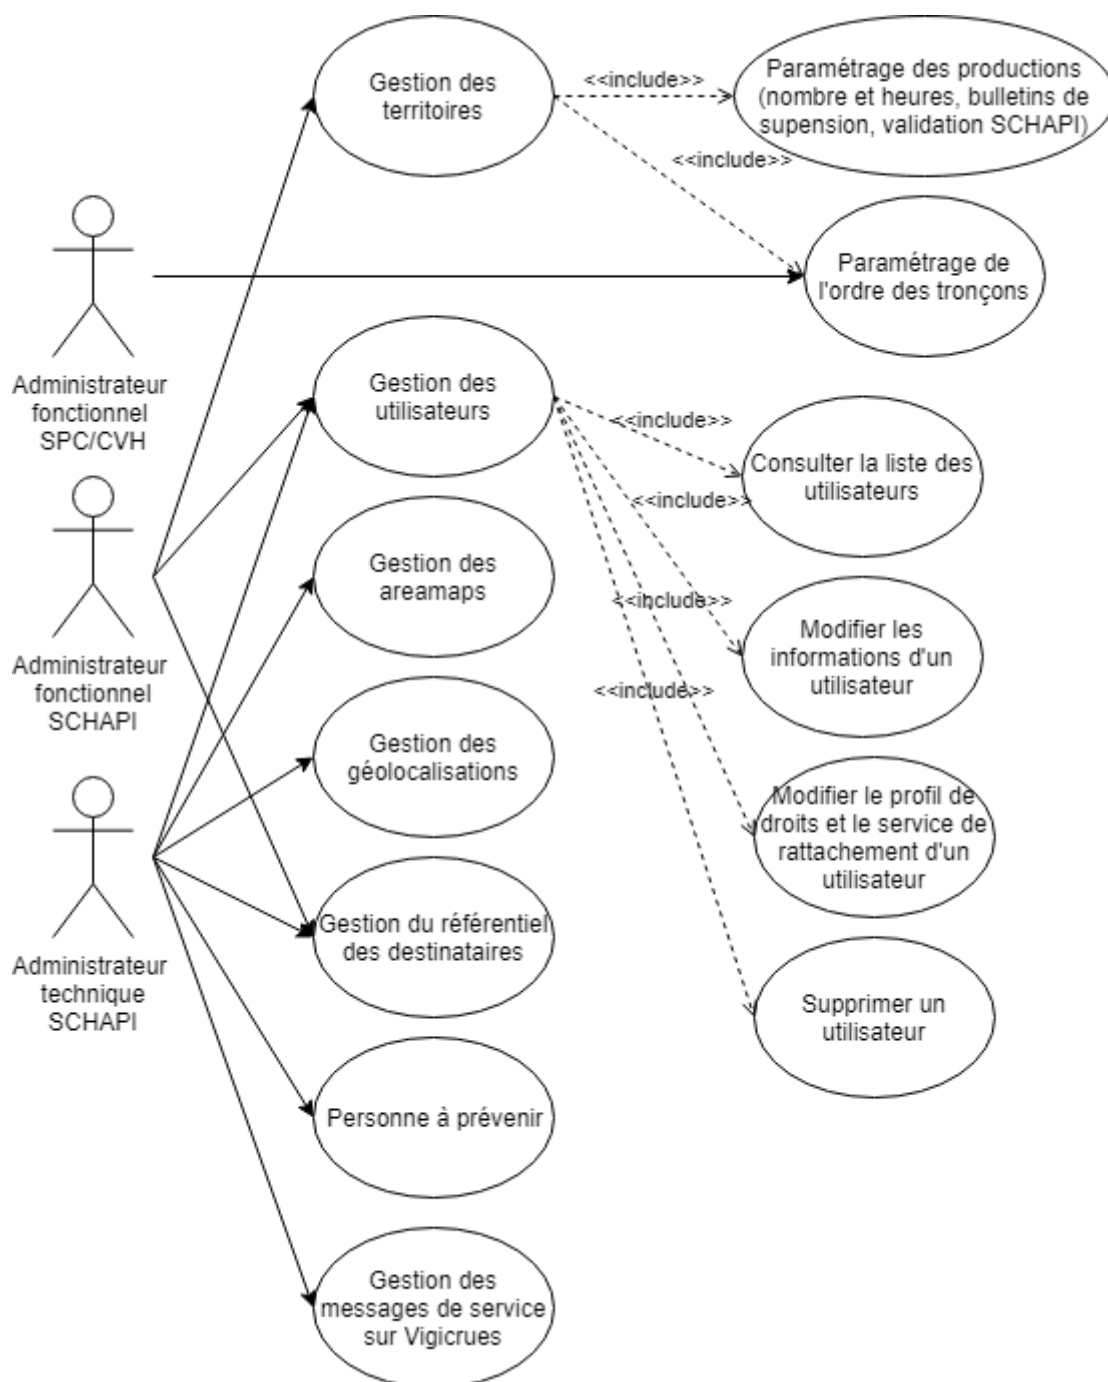 Gestion des
territoires
<<include>>
Paramétrage des productions
(nombre et heures, bulletins de
supension, validation SCHAPI)
<<include>>
Paramétrage de
l'ordre des tronçons
Administrateur
fonctionnel
SPC/CVH
Gestion des
utilisateurs
<<include>>
Consulter la liste des
utilisateurs
<<include>>
Administrateur
fonctionnel
SCHAPI
Gestion des
areamaps
<<include>>
Modifier les
informations d'un
utilisateur
<<include>>
Gestion des
géolocalisations
Modifier le profil de
droits et le service de
rattachement d'un
utilisateur
Administrateur
technique
SCHAPI
Gestion du référentiel
des destinataires
Supprimer un
utilisateur
Personne à prévenir
Gestion des
messages de service
sur Vigicrues